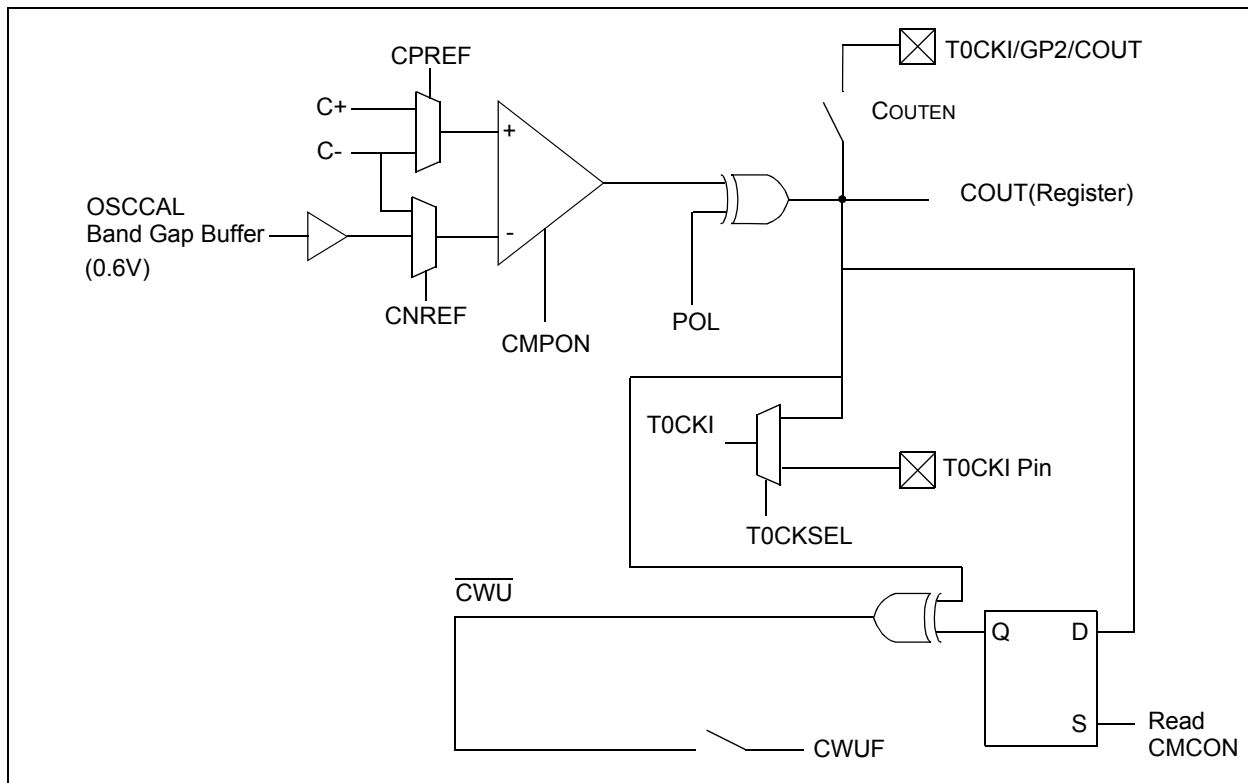 T0CKI/GP2/COUT
CPREF
C+
COUTEN
C-
+
COUT(Register)
OSCCAL
Band Gap Buffer
(0.6V)
-
CNREF
POL
CMPON
T0CKI
T0CKI Pin
T0CKSEL
CWU
Q D
S
Read
CMCON
CWUF